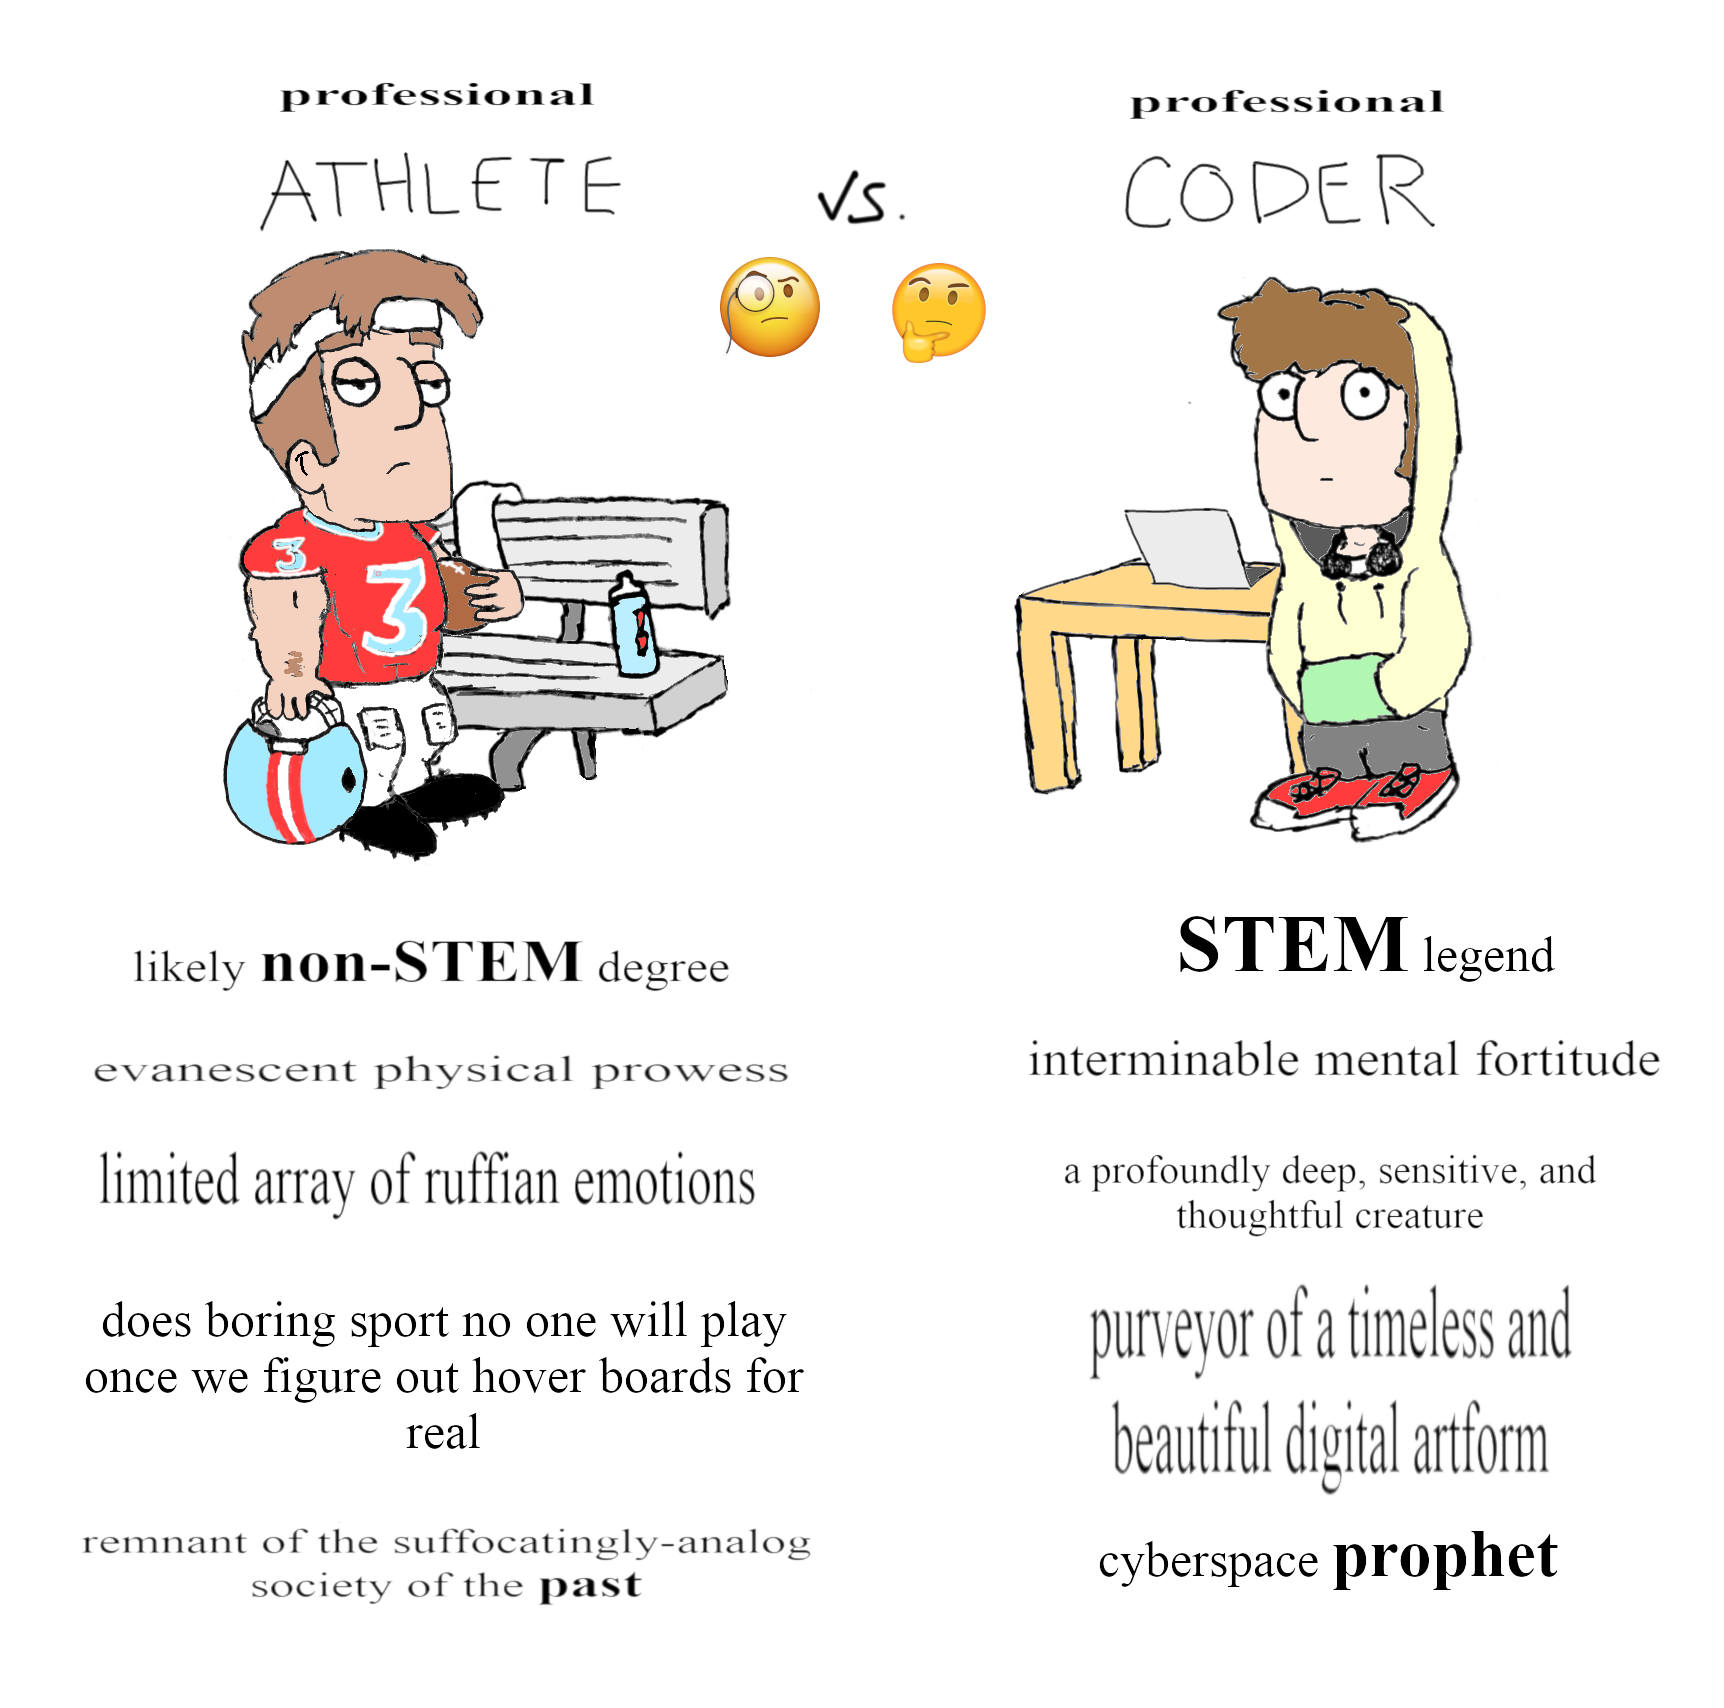 professional
ATHLETE
vs.
professional
CODER
3
3
likely non-STEM degree
evanescent physical prowess
limited array of ruffian emotions
does boring sport no one will play
once we figure out hover boards for
real
remnant of the suffocatingly-analog
society of the past
STEM legend
interminable mental fortitude
a profoundly deep, sensitive, and
thoughtful creature
purveyor of a timeless and
beautiful digital artform
cyberspace prophet